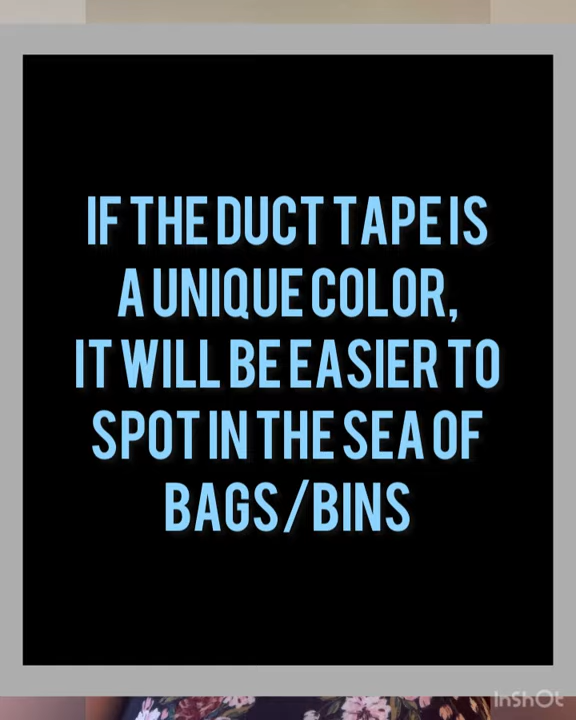 IF THE DUCT TAPE IS
A UNIQUE COLOR,
IT WILL BE EASIER TO
SPOT IN THE SEA OF
BAGS/BINS
InShOt